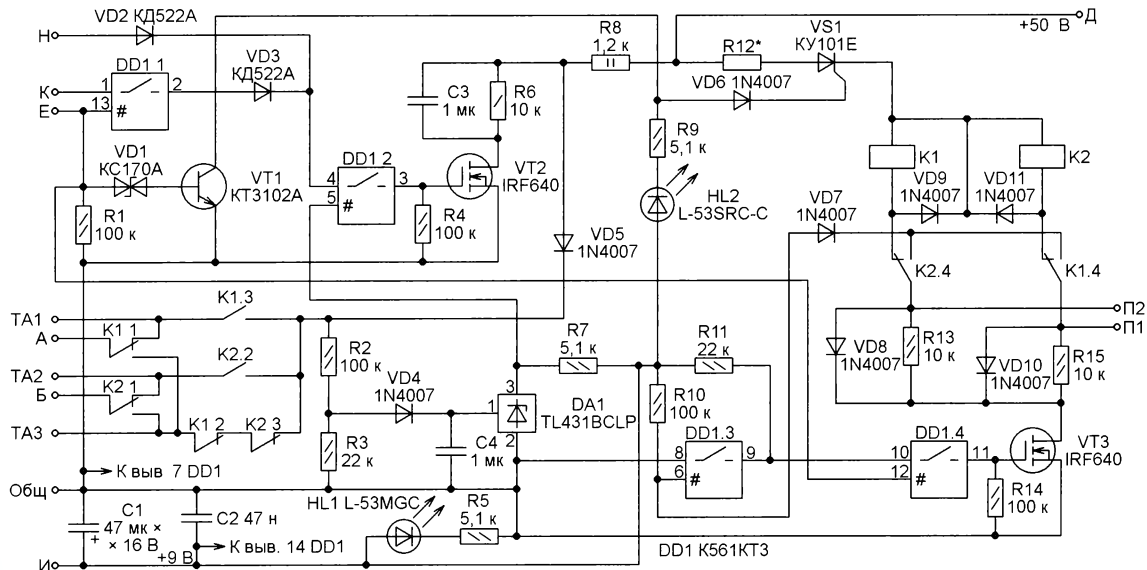 VD2 КД522А
Н
VD3
КД522А
DD1 1
К
1
2
Е
13
#
VD1
КС170А
VT1
КТ3102А
R1
100 к
C3
1 мк
R6
10 к
DD1 2
4
3
5
#
VT2
IRF640
R4
100 к
R8
1,2 к
VD5
1N4007
R12*
VS1
КУ101Е
VD6 1N4007
+50 В
Д
R9
5,1 к
HL2
L-53SRC-C
K1
K2
VD9
1N4007
VD11
1N4007
VD7
1N4007
K2.4
K1.4
П2
П1
ТА1
K1.3
А
K1 1
ТА2
K2.2
Б
K2 1
ТА3
K1 2
K2 3
К выв 7 DD1
Общ
R2
100 к
VD4
1N4007
R3
22 к
C4
1 мк
3
1
2
DA1
TL431BCLP
R7
5,1 к
R11
22 к
R10
100 к
DD1.3
8
9
6
#
DD1.4
10
11
12
#
VD8
1N4007
R13
10 к
VD10
1N4007
R15
10 к
VT3
IRF640
R14
100 к
C1
47 мк ×
× 16 В
+
C2 47 н
К выв. 14 DD1
+9 В
И
HL1 L-53MGC
R5
5,1 к
DD1 К561КТ3